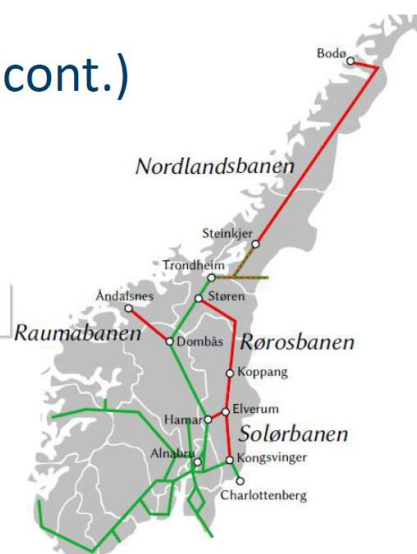 cont.)
Bodø
Nordlandsbanen
Steinkjer
Trondheim
Åndalsnes
Støren
Raumabanen
Dombås
Rørosbanen
Koppang
Elverum
Hamar
Solørbanen
Alnabru
Kongsvinger
Charlottenberg